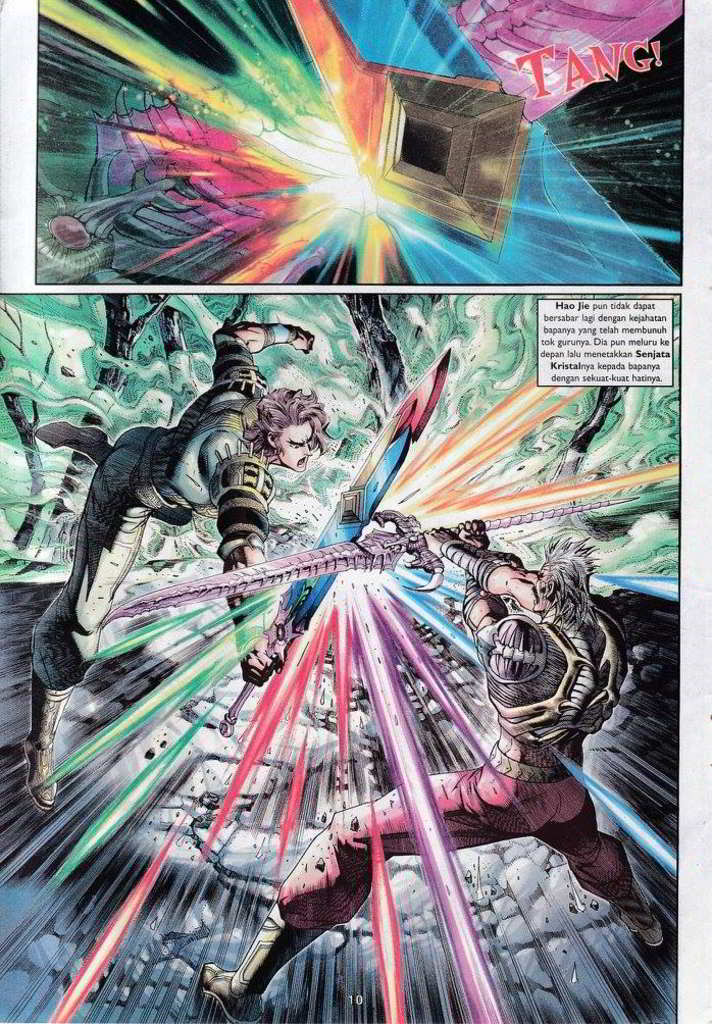 TANG!
Hao Jie pun tidak dapat
bersabar lagi dengan kejahatan
bapanya yang telah membunuh
tok gurunya. Dia pun meluru ke
depan lalu menetakkan Senjata
Kristalnya kepada bapanya
dengan sekuat-kuat hatinya.
10